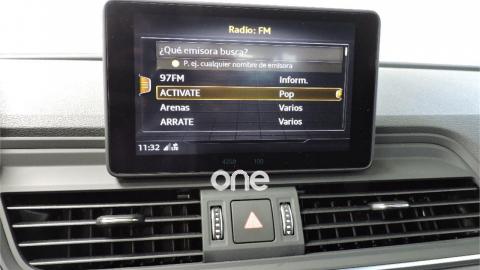 Radio: FM
¿Qué emisora busca?
P. ej. cualquier nombre de emisora
97FM Inform.
ACTIVATE Pop
Arenas Varios
ARRATE Varios
11:32
one